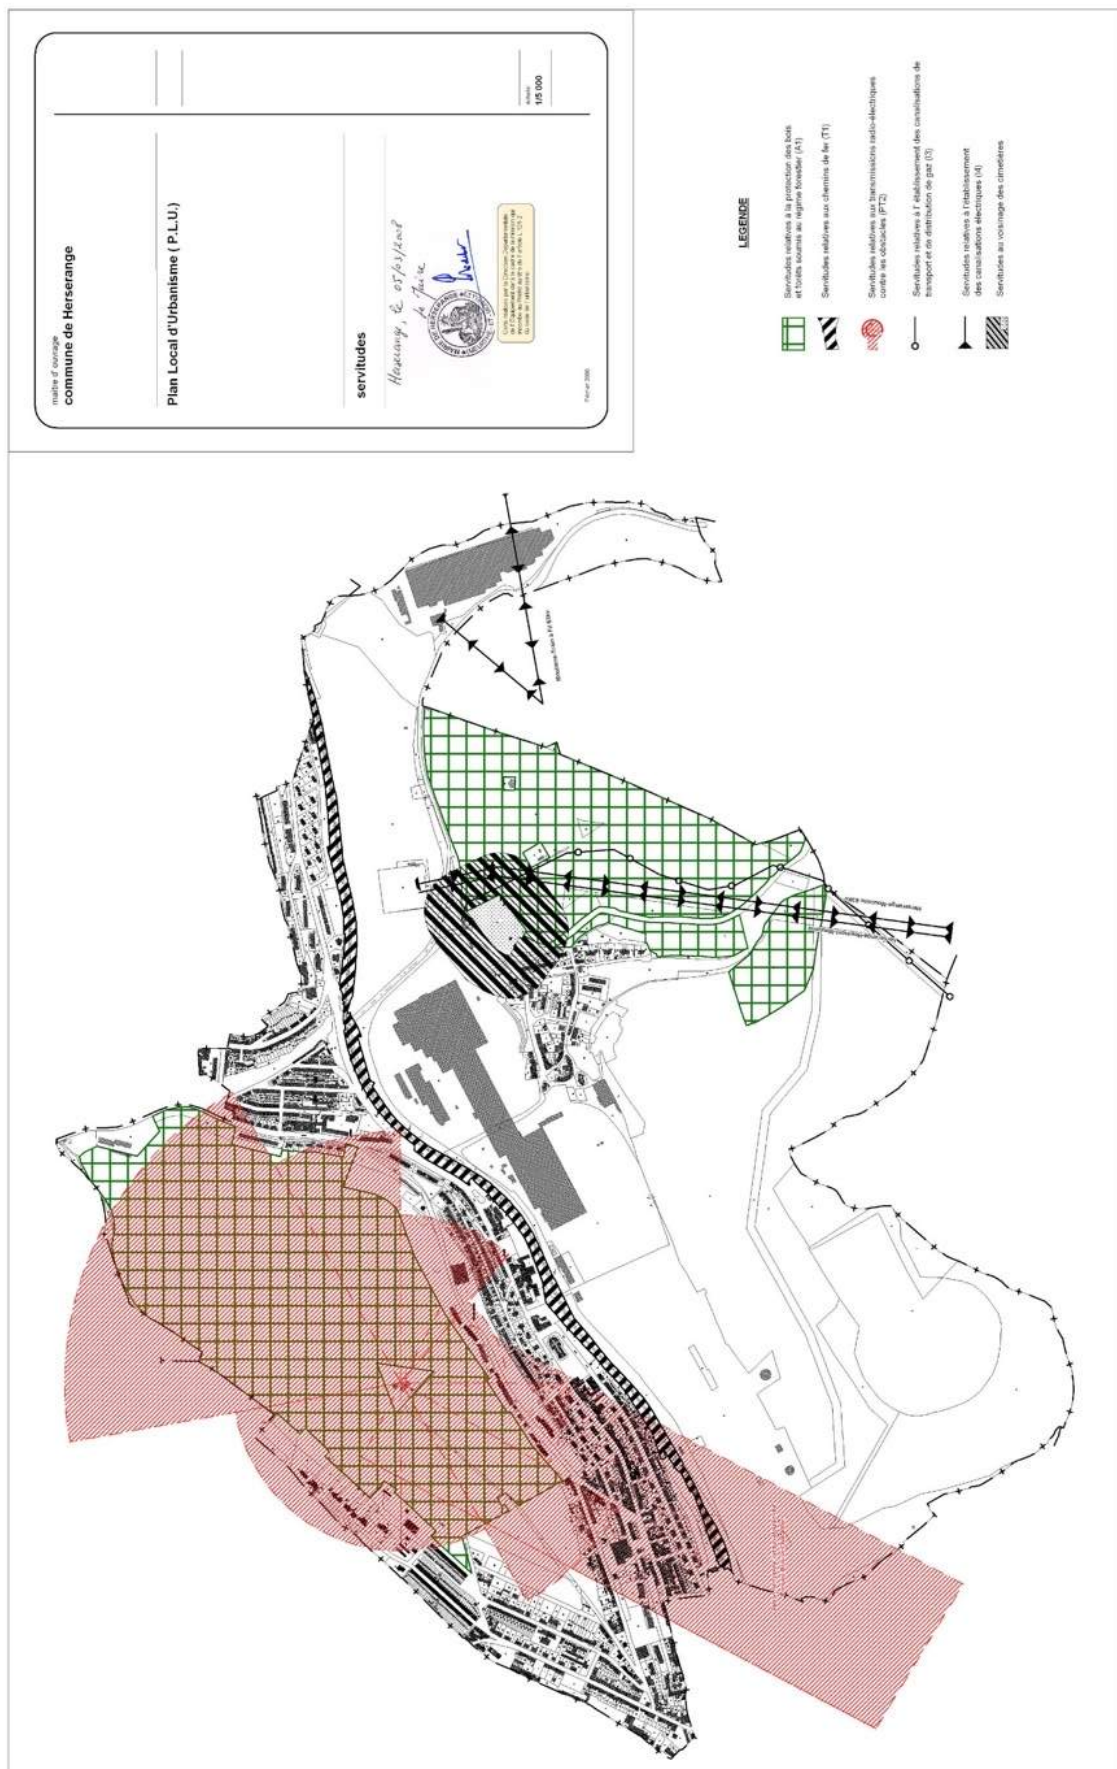 maître d'ouvrage
commune de Herserange
Plan Local d'Urbanisme ( P.L.U.)
servitudes
Herserange, le 05/03/2008
le Maire
échelle
1/5 000
Février 2008
LEGENDE
Servitudes relatives à la protection des bois
et forêts soumis au régime forestier (A1)
Servitudes relatives aux chemins de fer (T1)
Servitudes relatives aux transmissions radio-électriques
contre les obstacles (PT2)
Servitudes relatives à l'établissement des canalisations de
transport et de distribution de gaz (I3)
Servitudes relatives à l'établissement
des canalisations électriques (I4)
Servitudes au voisinage des cimetières